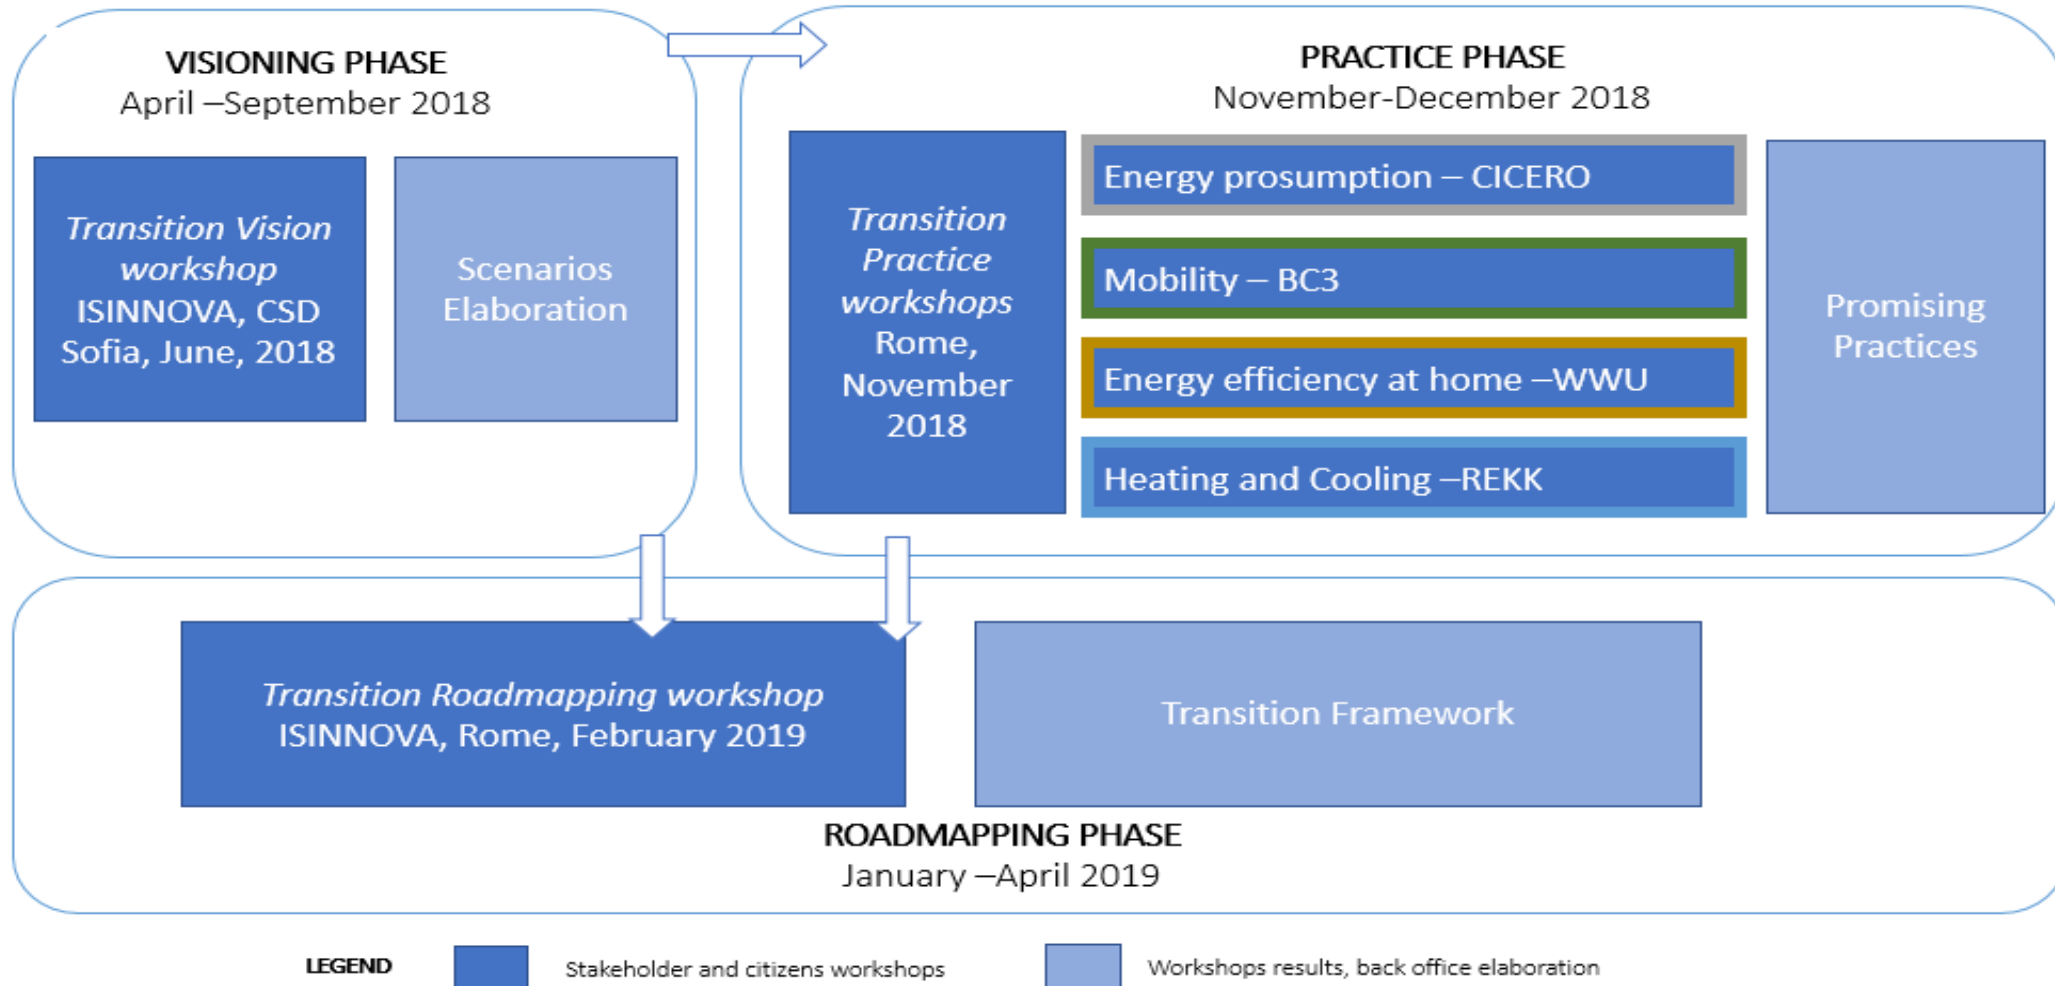 VISIONING PHASE
April –September 2018
Transition Vision
workshop
ISINNOVA, CSD
Sofia, June, 2018
Scenarios
Elaboration
PRACTICE PHASE
November-December 2018
Transition
Practice
workshops
Rome,
November
2018
Energy prosumption – CICERO
Mobility – BC3
Energy efficiency at home –WWU
Heating and Cooling –REKK
Promising
Practices
Transition Roadmapping workshop
ISINNOVA, Rome, February 2019
Transition Framework
ROADMAPPING PHASE
January –April 2019
LEGEND
Stakeholder and citizens workshops
Workshops results, back office elaboration